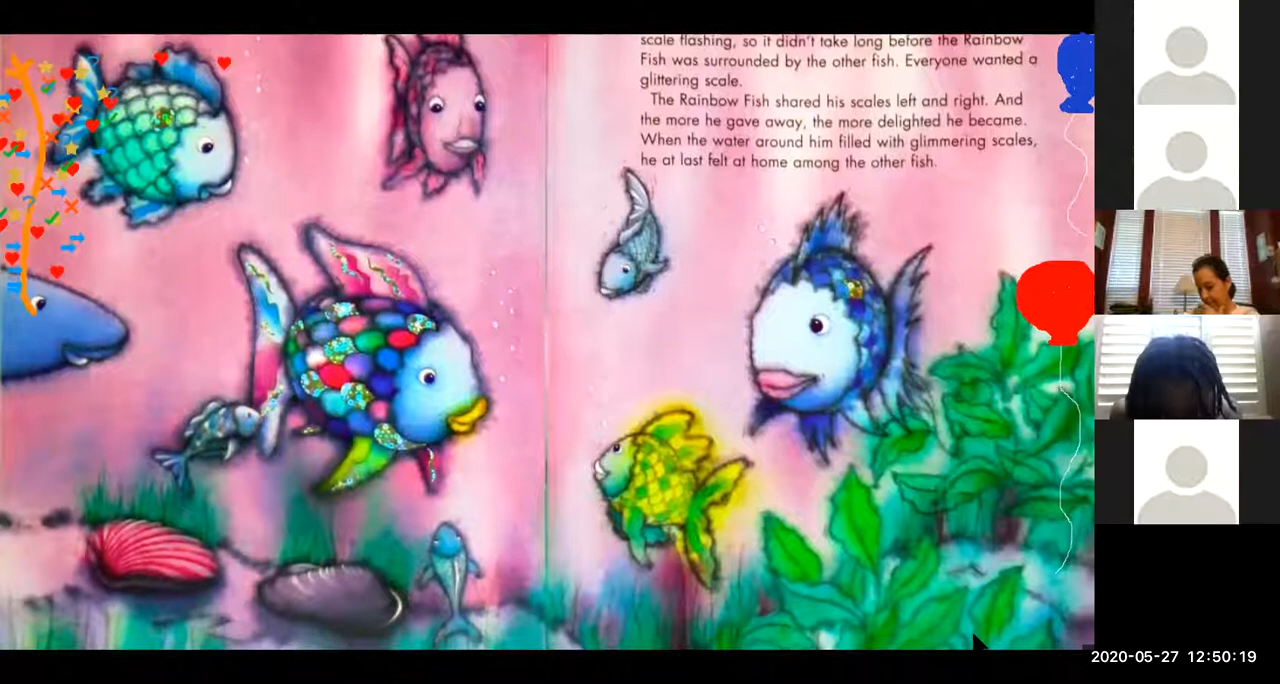 scale flashing, so it didn't take long before the Rainbow
Fish was surrounded by the other fish. Everyone wanted a
glittering scale.
The Rainbow Fish shared his scales left and right. And
the more he gave away, the more delighted he became.
When the water around him filled with glimmering scales,
he at last felt at home among the other fish.
2020-05-27 12:50:19